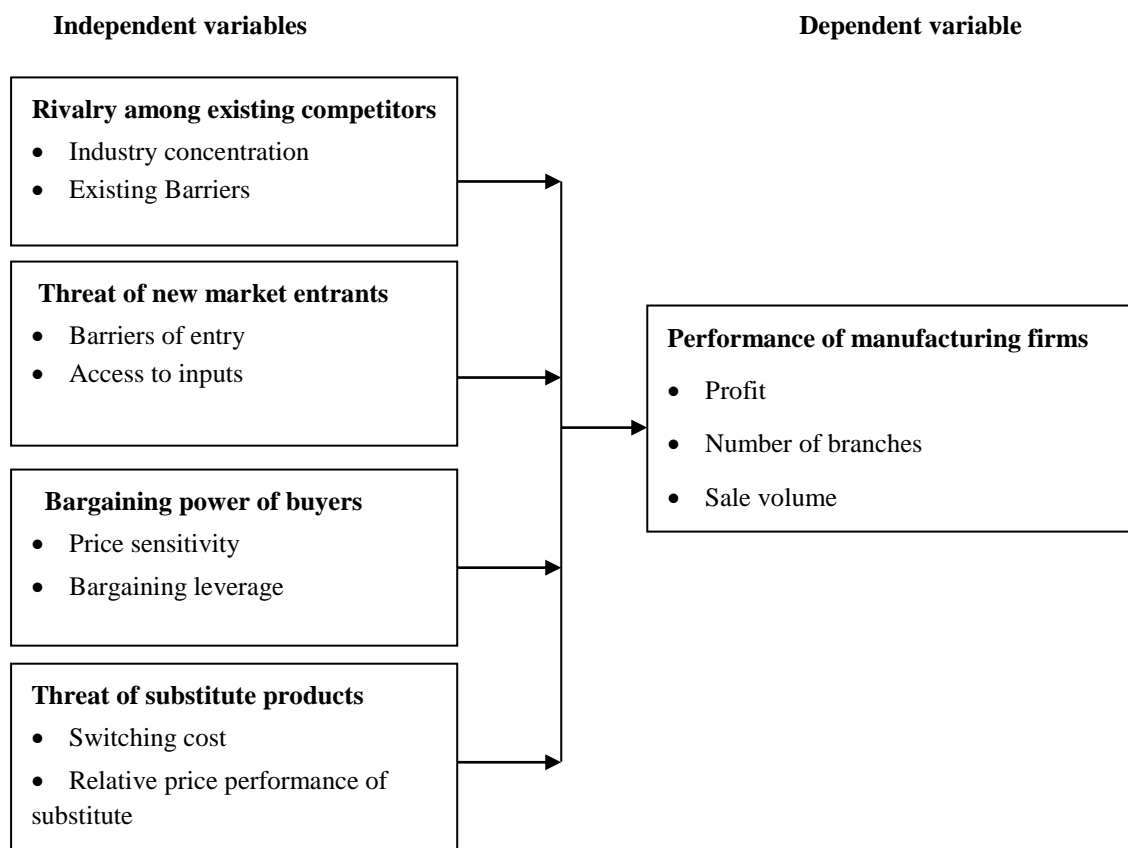 Independent variables
Dependent variable
Rivalry among existing competitors
• Industry concentration
• Existing Barriers
Threat of new market entrants
• Barriers of entry
• Access to inputs
Bargaining power of buyers
• Price sensitivity
• Bargaining leverage
Threat of substitute products
• Switching cost
• Relative price performance of
substitute
Performance of manufacturing firms
• Profit
• Number of branches
• Sale volume